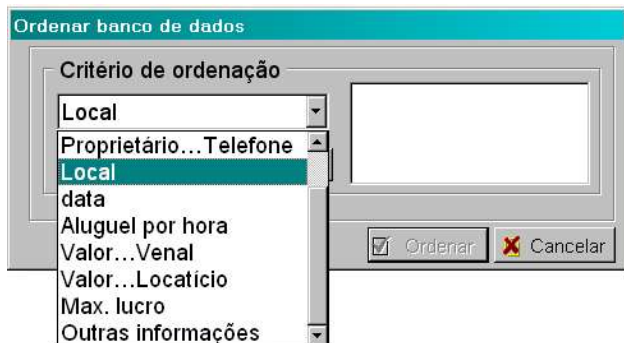 Ordenar banco de dados
Critério de ordenação
Local
Proprietário...Telefone
Local
data
Aluguel por hora
Valor...Venal
Valor...Locatício
Max. lucro
Outras informações
Ordenar
Cancelar